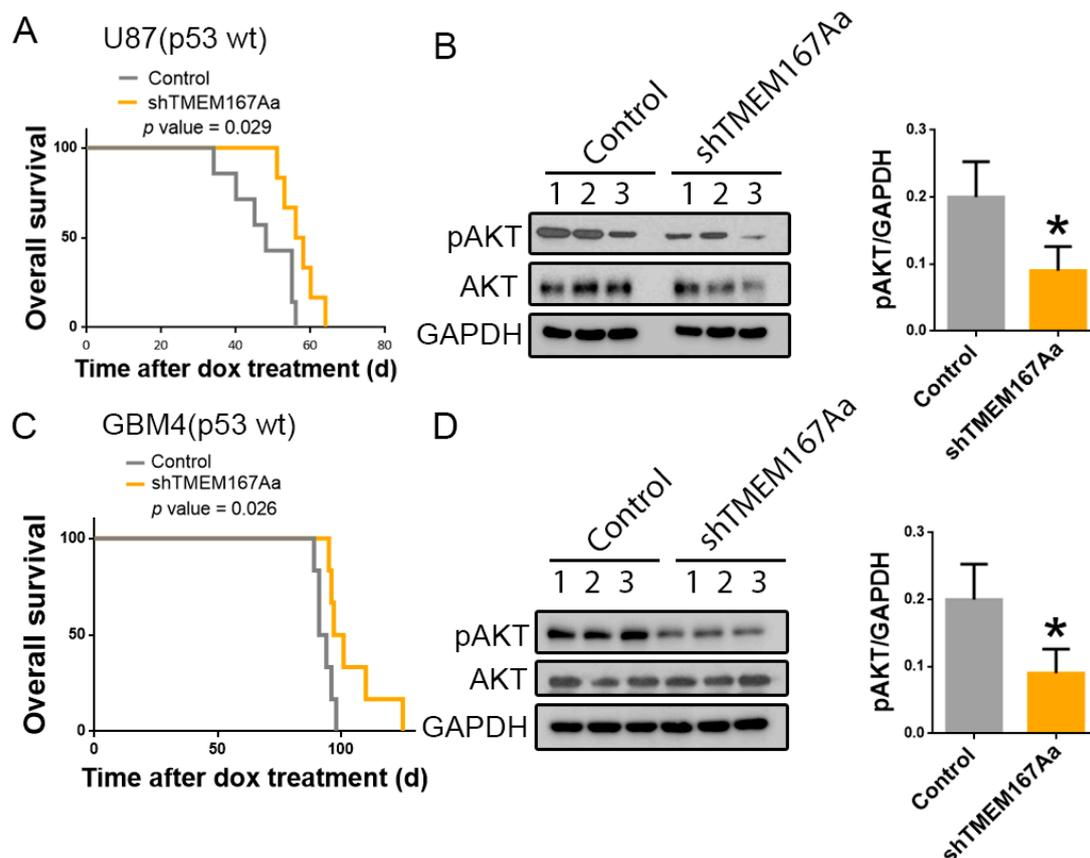 A
U87(p53 wt)
Control
shTMEM167Aa
p value = 0.029
Overall survival
100
50
0
0 20 40 60 80
Time after dox treatment (d)
B
Control
shTMEM167Aa
1 2 3 1 2 3
pAKT
AKT
GAPDH
pAKT/GAPDH
0.3
0.2
0.1
0.0
Control
shTMEM167Aa
*
C
GBM4(p53 wt)
Control
shTMEM167Aa
p value = 0.026
Overall survival
100
50
0
0 50 100
Time after dox treatment (d)
D
Control
shTMEM167Aa
1 2 3 1 2 3
pAKT
AKT
GAPDH
pAKT/GAPDH
0.3
0.2
0.1
0.0
Control
shTMEM167Aa
*